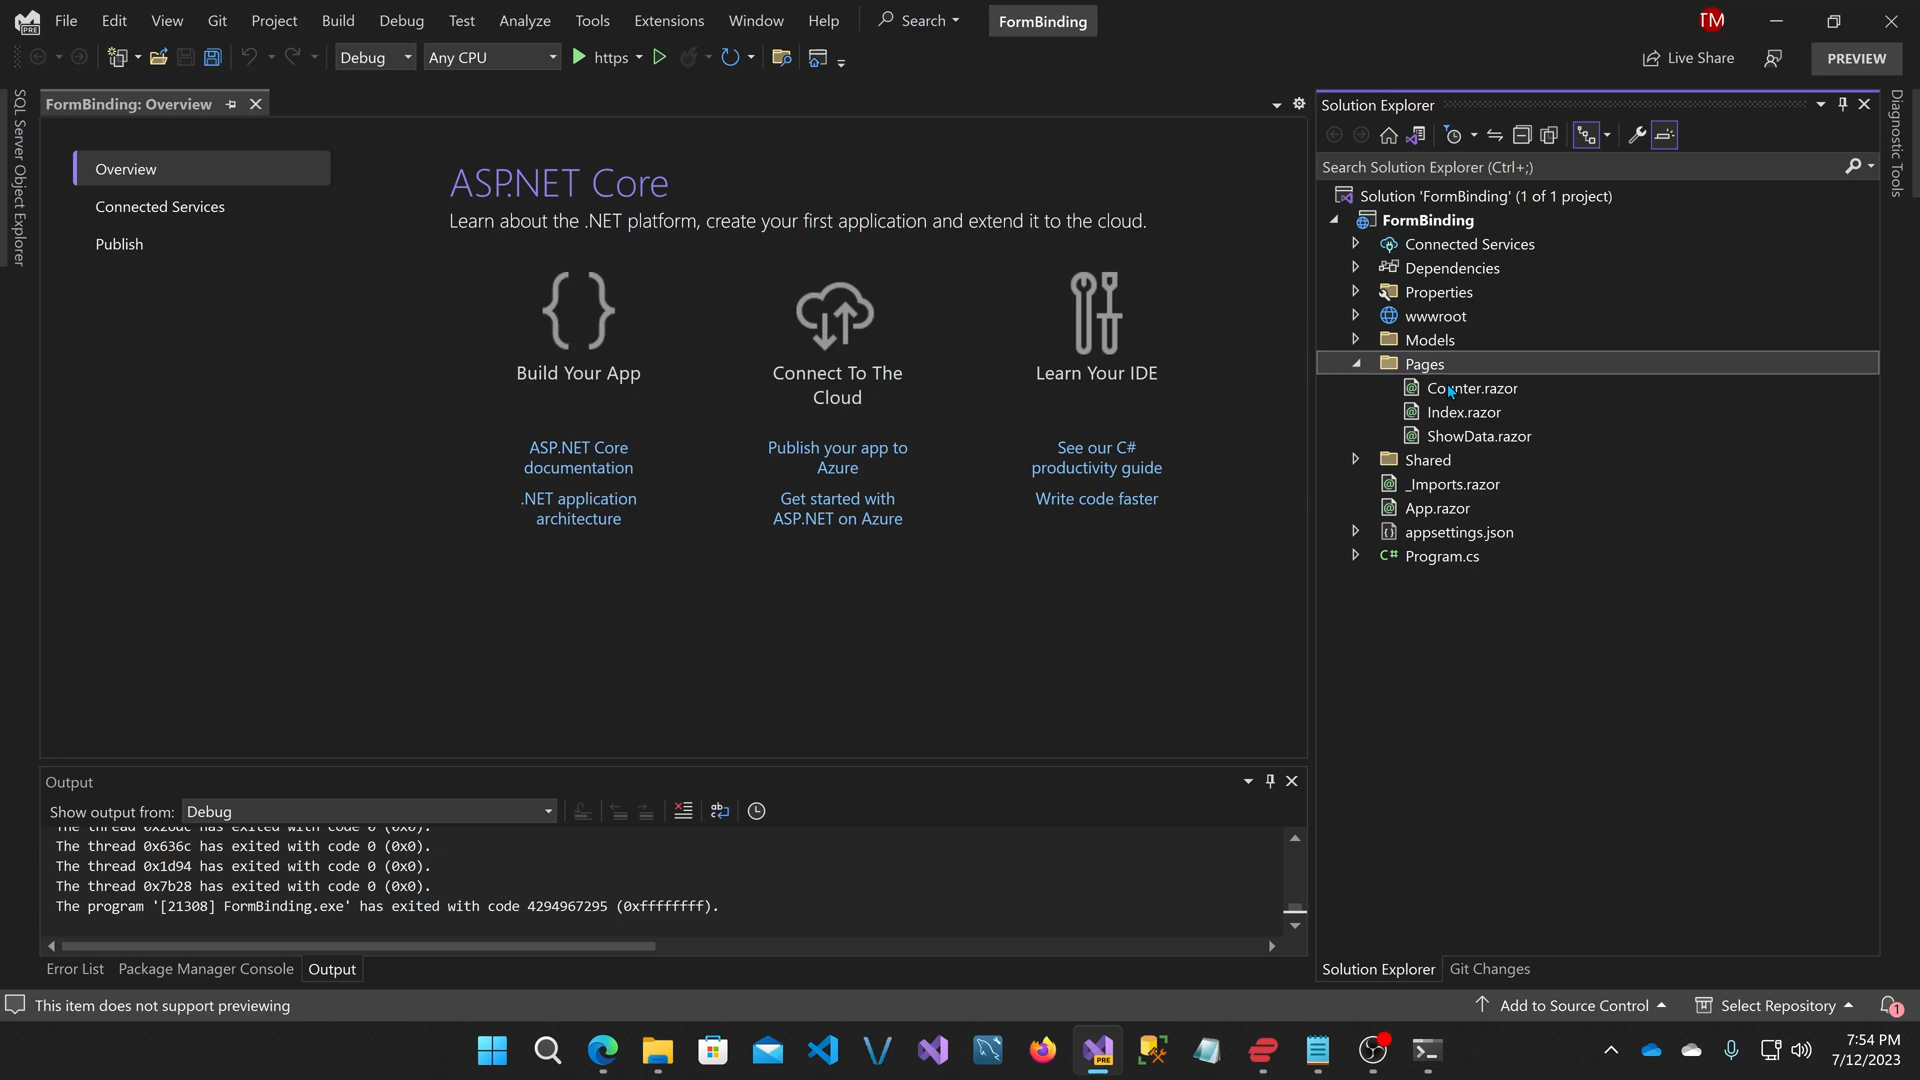 File Edit View Git Project Build Debug Test Analyze Tools Extensions Window Help Search FormBinding TM
PRE
Debug Any CPU https Live Share PREVIEW
SQL Server Object Explorer
FormBinding: Overview
Overview
Connected Services
Publish
ASP.NET Core
Learn about the .NET platform, create your first application and extend it to the cloud.
Build Your App
Connect To The
Cloud
Learn Your IDE
ASP.NET Core
documentation
.NET application
architecture
Publish your app to
Azure
Get started with
ASP.NET on Azure
See our C#
productivity guide
Write code faster
Solution Explorer
Search Solution Explorer (Ctrl+;)
Solution 'FormBinding' (1 of 1 project)
FormBinding
Connected Services
Dependencies
Properties
wwwroot
Models
Pages
Counter.razor
Index.razor
ShowData.razor
Shared
_Imports.razor
App.razor
appsettings.json
C# Program.cs
Diagnostic Tools
Output
Show output from: Debug
The thread 0x636c has exited with code 0 (0x0).
The thread 0x1d94 has exited with code 0 (0x0).
The thread 0x7b28 has exited with code 0 (0x0).
The program '[21308] FormBinding.exe' has exited with code 4294967295 (0xffffffff).
Error List Package Manager Console Output
Solution Explorer Git Changes
This item does not support previewing Add to Source Control Select Repository 1
PRE
7:54 PM
7/12/2023